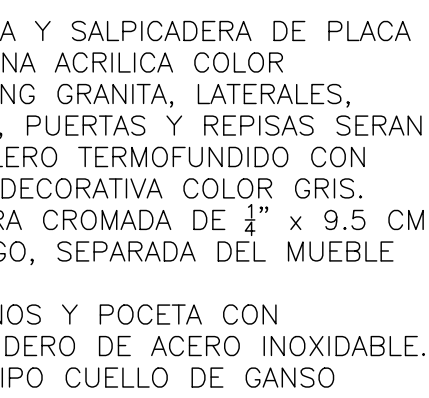 A Y SALPICADERA DE PLACA
NA ACRILICA COLOR
NG GRANITA, LATERALES,
, PUERTAS Y REPISAS SERAN
LERO TERMOFUNDIDO CON
DECORATIVA COLOR GRIS.
RA CROMADA DE ¼” x 9.5 CM
GO, SEPARADA DEL MUEBLE
NOS Y POCETA CON
DERO DE ACERO INOXIDABLE.
IPO CUELLO DE GANSO